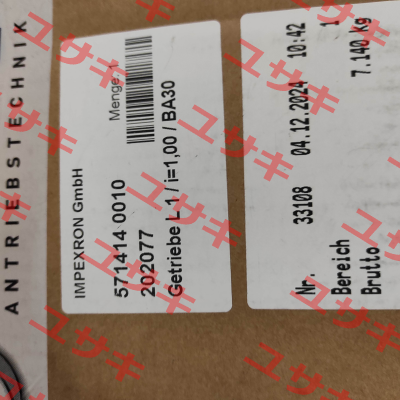 ANTRIEBSTECHNIK
IMPEXRON GmbH
Menge: 1
571414 0010
202077
Getriebe L 1 / i=1,00 / BA30
Nr. 33108 04.12.2024 10:42
Bereich 1
Brutto 7.140 Kg
ユサキ